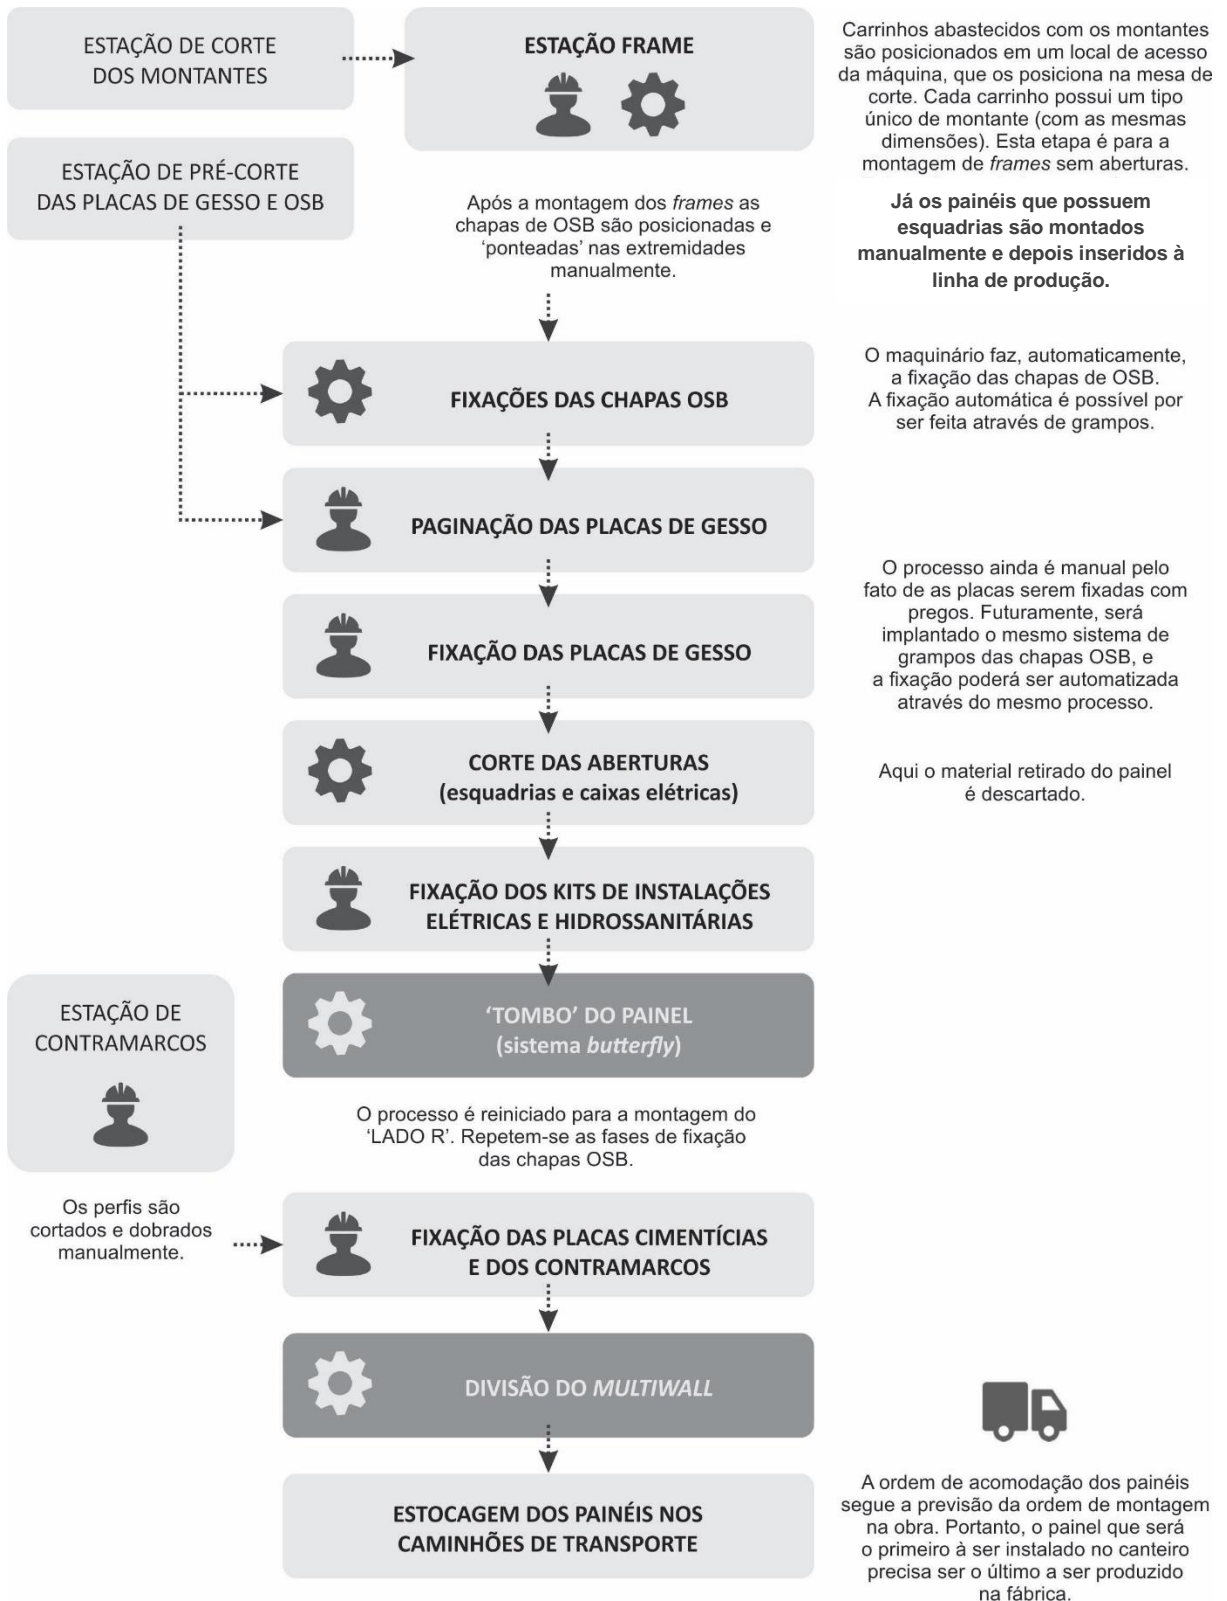 ESTAÇÃO DE CORTE
DOS MONTANTES
ESTAÇÃO FRAME
Carrinhos abastecidos com os montantes
são posicionados em um local de acesso
da máquina, que os posiciona na mesa de
corte. Cada carrinho possui um tipo
único de montante (com as mesmas
dimensões). Esta etapa é para a
montagem de frames sem aberturas.
ESTAÇÃO DE PRÉ-CORTE
DAS PLACAS DE GESSO E OSB
Após a montagem dos frames as
chapas de OSB são posicionadas e
‘ponteadas’ nas extremidades
manualmente.
Já os painéis que possuem
esquadrias são montados
manualmente e depois inseridos à
linha de produção.
FIXAÇÕES DAS CHAPAS OSB
O maquinário faz, automaticamente,
a fixação das chapas de OSB.
A fixação automática é possível por
ser feita através de grampos.
PAGINAÇÃO DAS PLACAS DE GESSO
FIXAÇÃO DAS PLACAS DE GESSO
O processo ainda é manual pelo
fato de as placas serem fixadas com
pregos. Futuramente, será
implantado o mesmo sistema de
grampos das chapas OSB, e
a fixação poderá ser automatizada
através do mesmo processo.
CORTE DAS ABERTURAS
(esquadrias e caixas elétricas)
Aqui o material retirado do painel
é descartado.
FIXAÇÃO DOS KITS DE INSTALAÇÕES
ELÉTRICAS E HIDROSSANITÁRIAS
‘TOMBO’ DO PAINEL
(sistema butterfly)
ESTAÇÃO DE
CONTRAMARCOS
O processo é reiniciado para a montagem do
‘LADO R’. Repetem-se as fases de fixação
das chapas OSB.
Os perfis são
cortados e dobrados
manualmente.
FIXAÇÃO DAS PLACAS CIMENTÍCIAS
E DOS CONTRAMARCOS
DIVISÃO DO MULTIWALL
ESTOCAGEM DOS PAINÉIS NOS
CAMINHÕES DE TRANSPORTE
A ordem de acomodação dos painéis
segue a previsão da ordem de montagem
na obra. Portanto, o painel que será
o primeiro à ser instalado no canteiro
precisa ser o último a ser produzido
na fábrica.